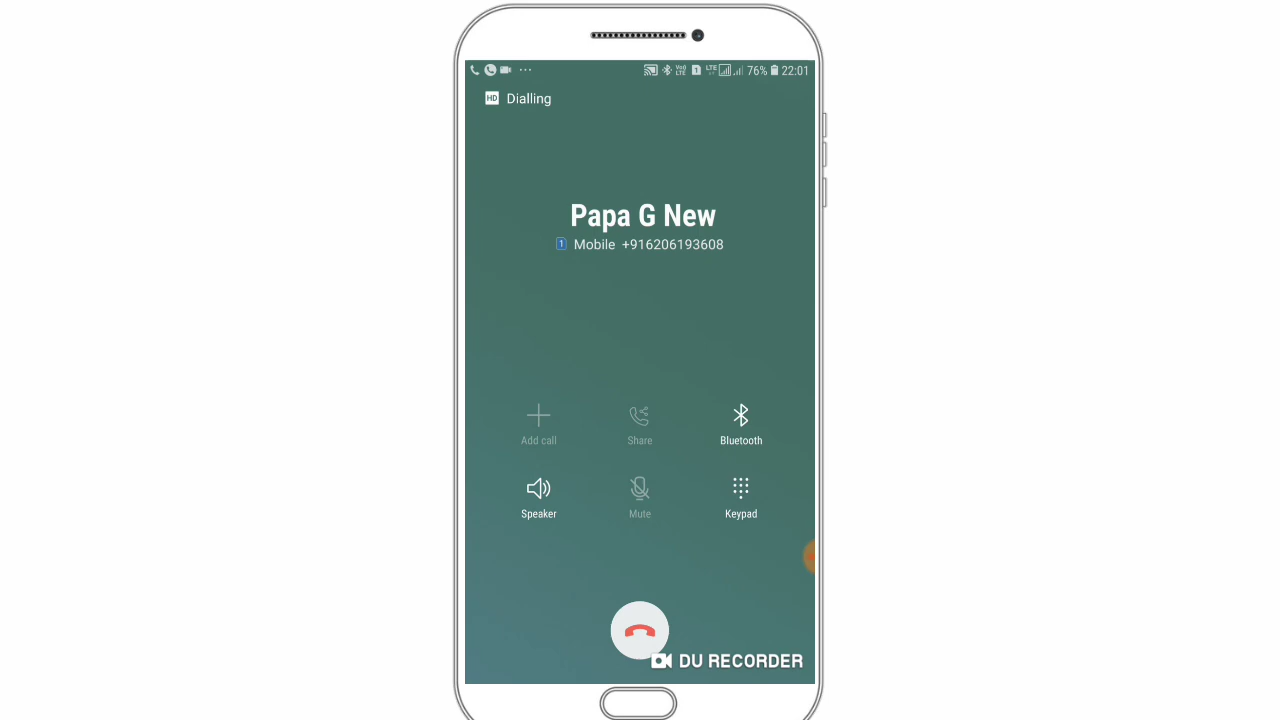 76% 22:01
HD Dialling
Papa G New
1 Mobile +916206193608
Add call Share Bluetooth
Speaker Mute Keypad
DU RECORDER